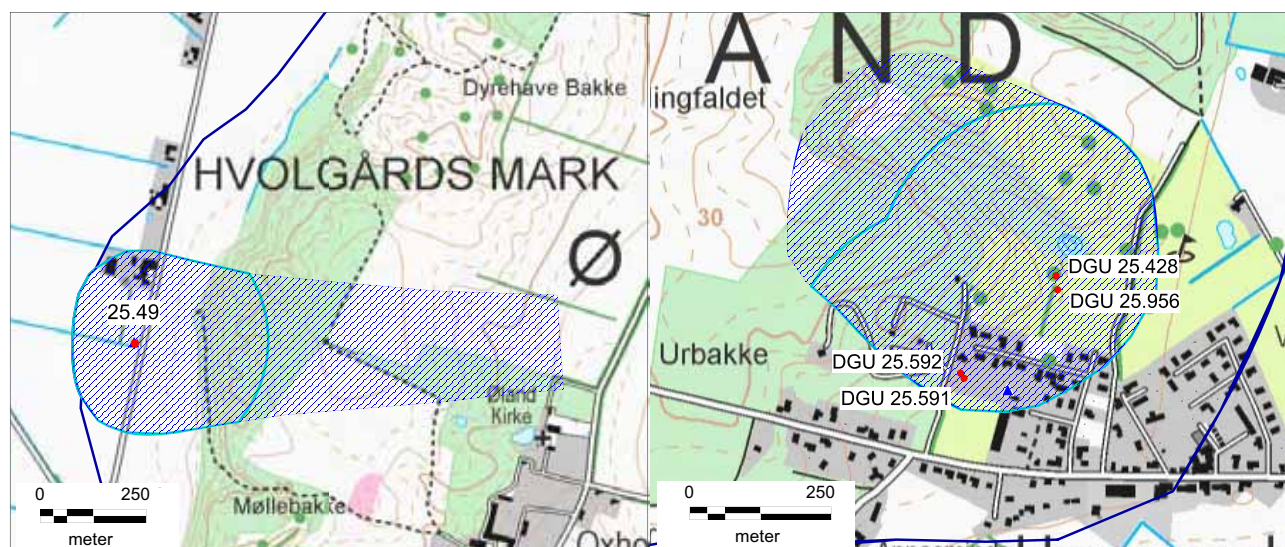 Dyrehave Bakke
HVOLGÅRDS MARK
Ø
25.49
Øland
Kirke
Møllebakke
Oxho
0 250
meter
A N D
ingfaldet
30
DGU 25.428
DGU 25.956
Urbakke
DGU 25.592
DGU 25.591
0 250
meter